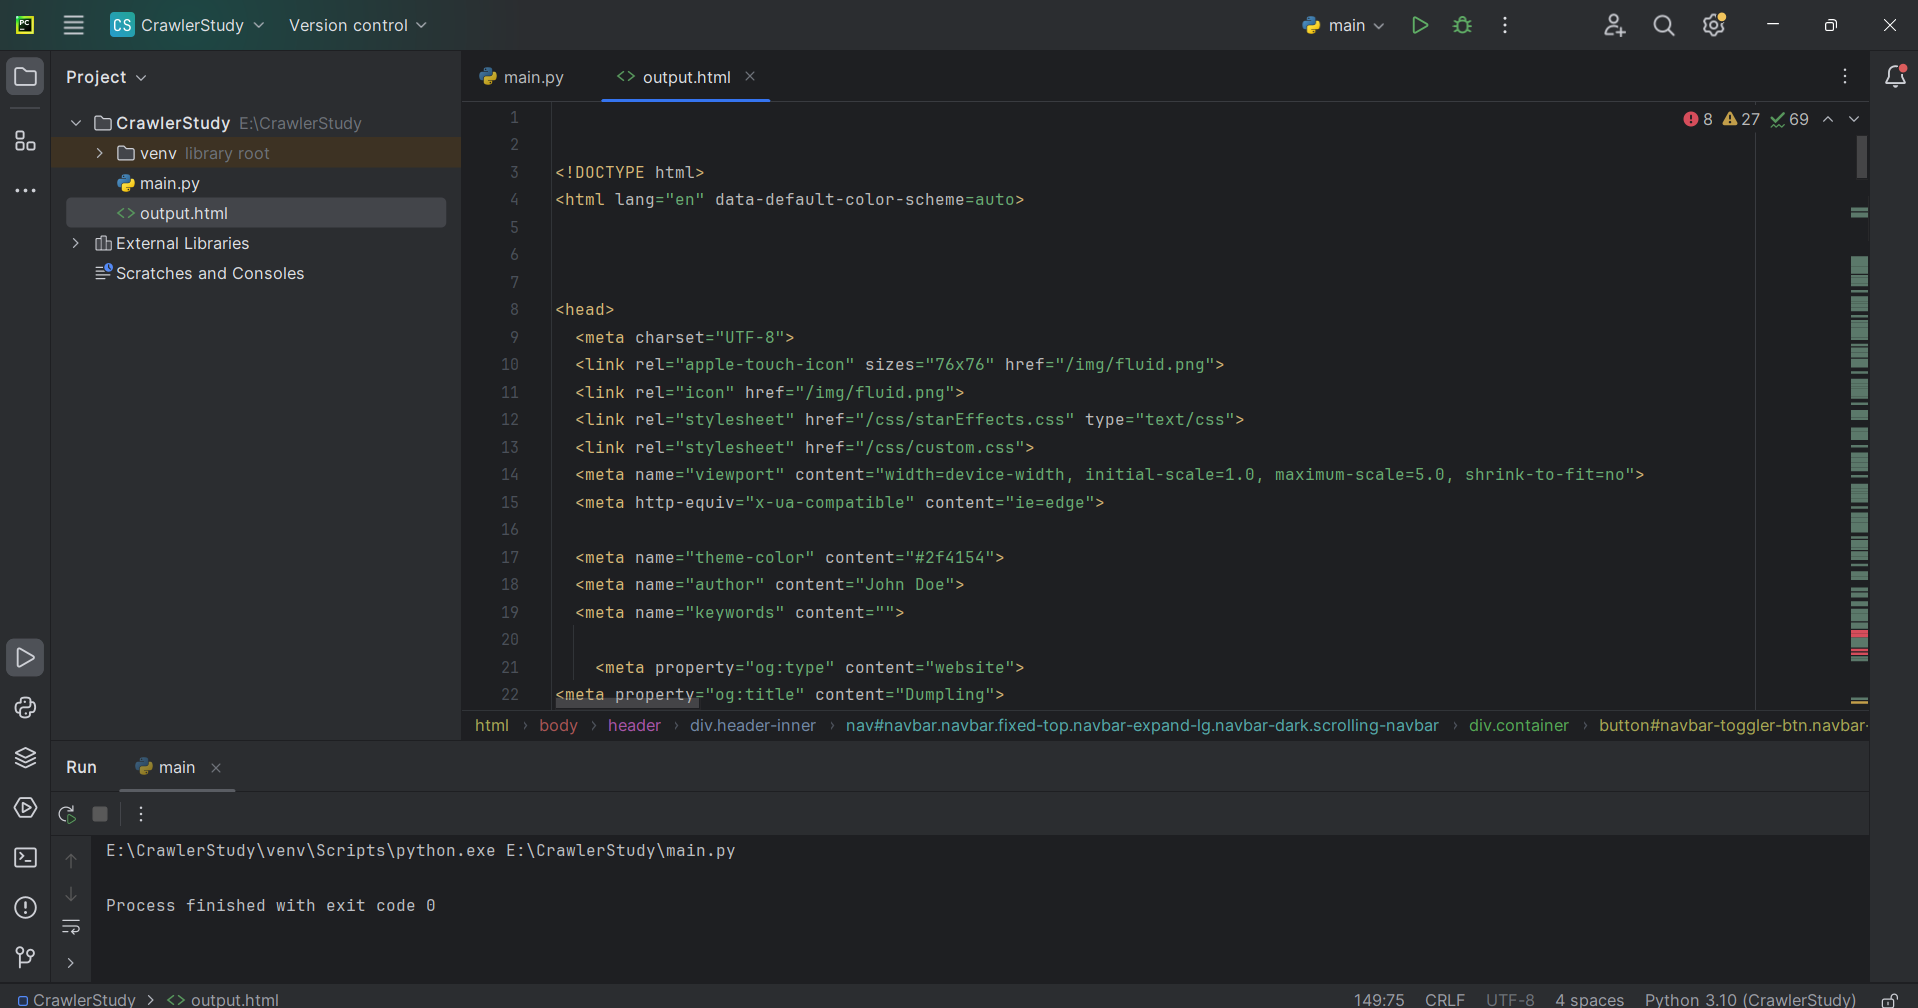 CS CrawlerStudy Version control main
Project
main.py output.html
CrawlerStudy E:\CrawlerStudy
venv library root
main.py
output.html
External Libraries
Scratches and Consoles
8 27 69
1
2
3 <!DOCTYPE html>
4 <html lang="en" data-default-color-scheme=auto>
5
6
7
8 <head>
9 <meta charset="UTF-8">
10 <link rel="apple-touch-icon" sizes="76x76" href="/img/fluid.png">
11 <link rel="icon" href="/img/fluid.png">
12 <link rel="stylesheet" href="/css/starEffects.css" type="text/css">
13 <link rel="stylesheet" href="/css/custom.css">
14 <meta name="viewport" content="width=device-width, initial-scale=1.0, maximum-scale=5.0, shrink-to-fit=no">
15 <meta http-equiv="x-ua-compatible" content="ie=edge">
16
17 <meta name="theme-color" content="#2f4154">
18 <meta name="author" content="John Doe">
19 <meta name="keywords" content="">
20
21 <meta property="og:type" content="website">
22 <meta property="og:title" content="Dumpling">
html › body › header › div.header-inner › nav#navbar.navbar.fixed-top.navbar-expand-lg.navbar-dark.scrolling-navbar › div.container › button#navbar-toggler-btn.navbar-
Run main
E:\CrawlerStudy\venv\Scripts\python.exe E:\CrawlerStudy\main.py
Process finished with exit code 0
CrawlerStudy > output.html 149:75 CRLF UTF-8 4 spaces Python 3.10 (CrawlerStudy)